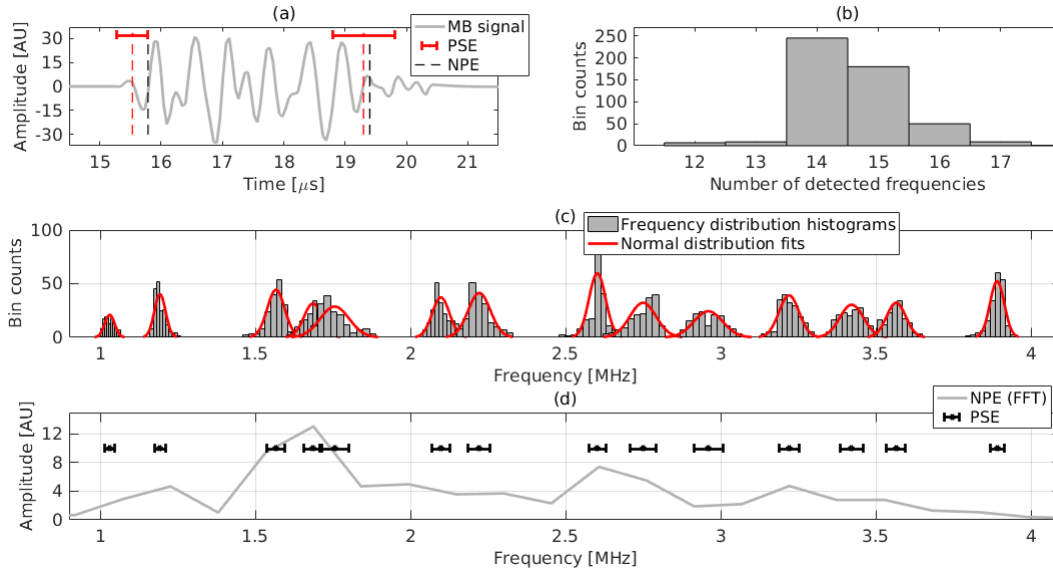 (a)
Amplitude [AU]
30
15
0
-15
-30
MB signal
PSE
NPE
15 16 17 18 19 20 21
Time [μs]
(b)
Bin counts
250
200
150
100
50
0
12 13 14 15 16 17
Number of detected frequencies
(c)
Bin counts
100
50
0
Frequency distribution histograms
Normal distribution fits
1 1.5 2 2.5 3 3.5 4
Frequency [MHz]
(d)
Amplitude [AU]
12
8
4
0
NPE (FFT)
PSE
1 1.5 2 2.5 3 3.5 4
Frequency [MHz]